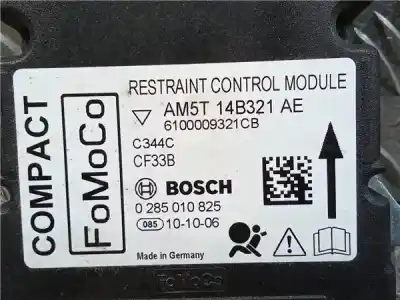 COMPACT
FoMoCo
RESTRAINT CONTROL MODULE
AM5T 14B321 AE
6100009321CB
C344C
CF33B
BOSCH
0 285 010 825
085 10-10-06
Made in Germany
FoMoCo